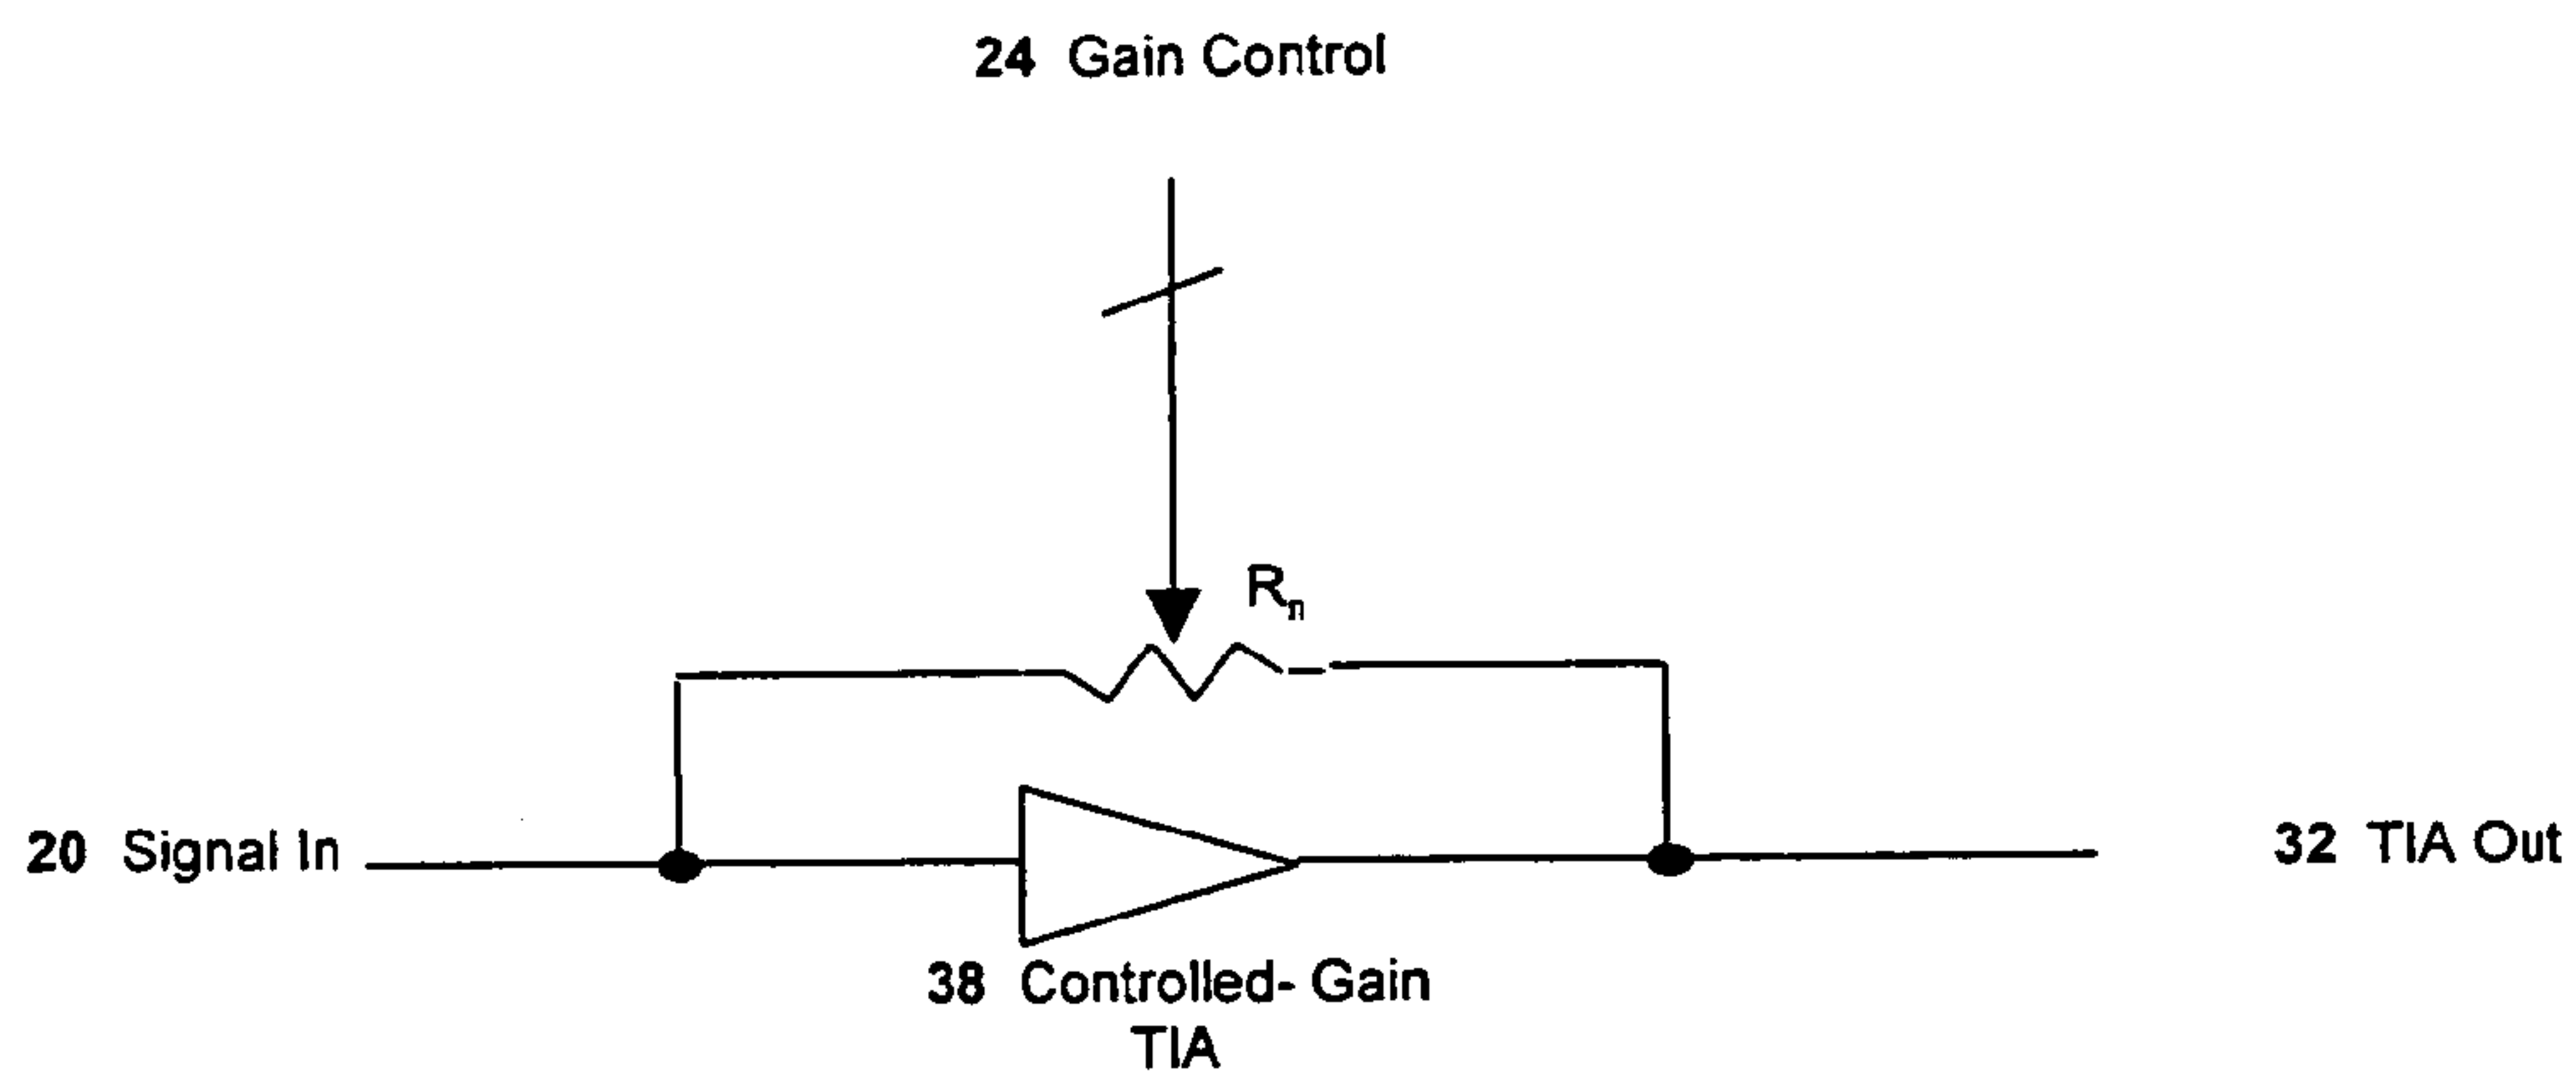 24 Gain Control
Rn
20 Signal In
32 TIA Out
38 Controlled- Gain
TIA